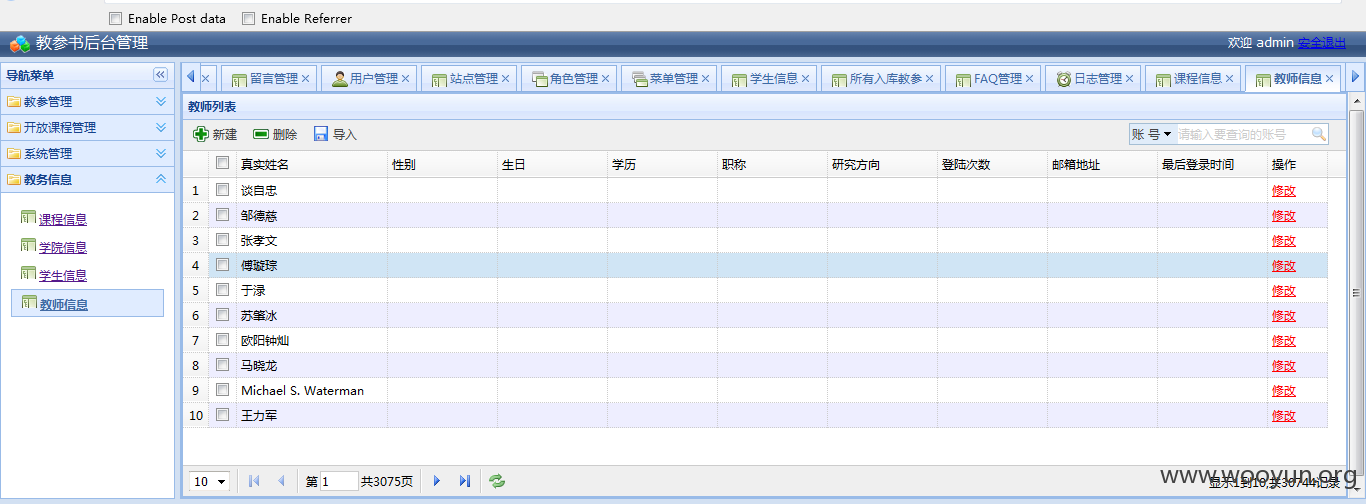 Enable Post data Enable Referrer
教参书后台管理 欢迎 admin 安全退出
导航菜单
教参管理
开放课程管理
系统管理
教务信息
课程信息
学院信息
学生信息
教师信息
留言管理 用户管理 站点管理 角色管理 菜单管理 学生信息 所有入库教参 FAQ管理 日志管理 课程信息 教师信息
教师列表
新建 删除 导入 账 号 请输入要查询的账号
真实姓名 性别 生日 学历 职称 研究方向 登陆次数 邮箱地址 最后登录时间 操作
1 谈自忠 修改
2 邹德慈 修改
3 张孝文 修改
4 傅璇琮 修改
5 于渌 修改
6 苏肇冰 修改
7 欧阳钟灿 修改
8 马晓龙 修改
9 Michael S. Waterman 修改
10 王力军 修改
10 第 1 共3075页 显示1到10,共30744记录
www.wooyun.org